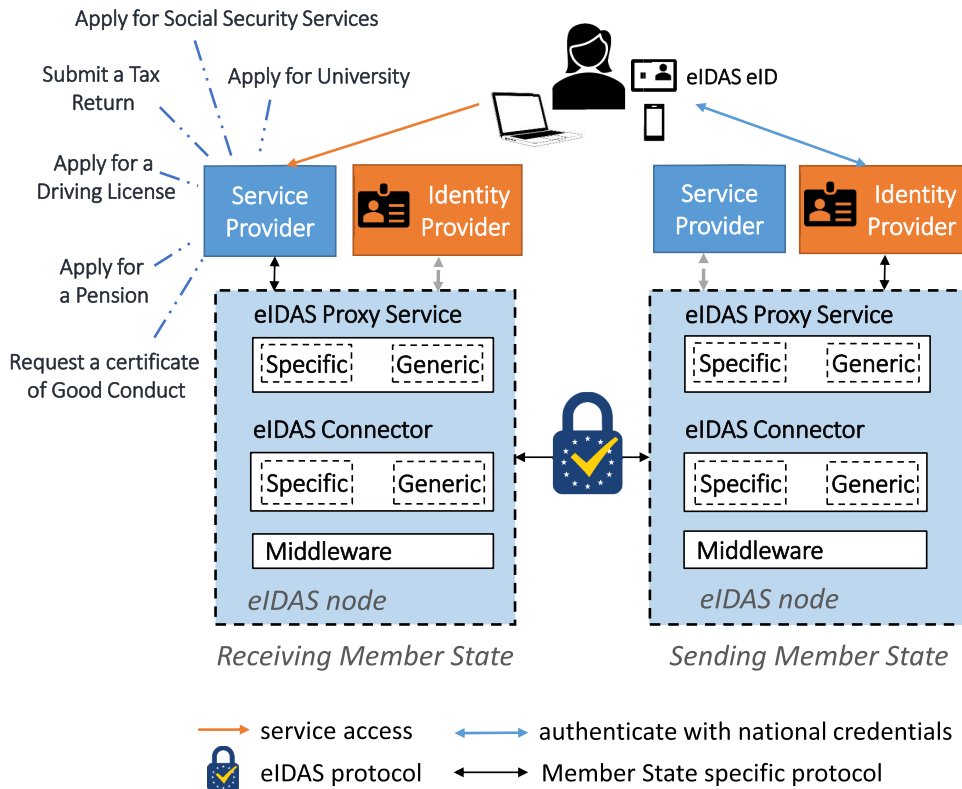 Apply for Social Security Services
Submit a Tax
Return
Apply for University
Apply for a
Driving License
Apply for
a Pension
Request a certificate
of Good Conduct
eIDAS eID
Service
Provider
Identity
Provider
Service
Provider
Identity
Provider
eIDAS Proxy Service
Specific
Generic
eIDAS Connector
Specific
Generic
Middleware
eIDAS node
Receiving Member State
eIDAS Proxy Service
Specific
Generic
eIDAS Connector
Specific
Generic
Middleware
eIDAS node
Sending Member State
service access
authenticate with national credentials
eIDAS protocol
Member State specific protocol